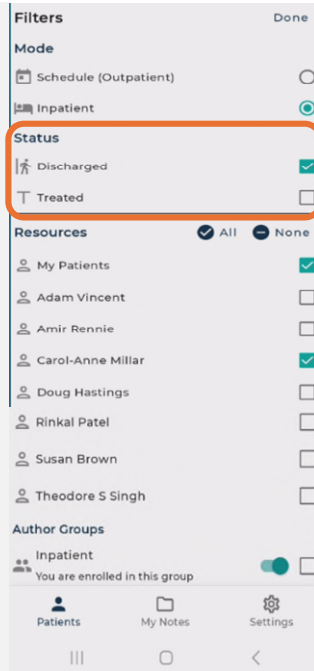 Filters Done
Mode
Schedule (Outpatient)
Inpatient
Status
Discharged
T Treated
Resources All None
My Patients
Adam Vincent
Amir Rennie
Carol-Anne Millar
Doug Hastings
Rinkal Patel
Susan Brown
Theodore S Singh
Author Groups
Inpatient
You are enrolled in this group
Patients My Notes Settings